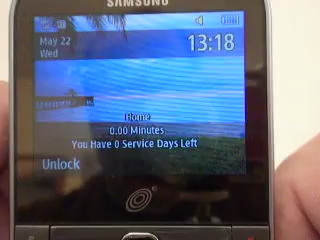 SAMSUNG
May 22
Wed
13:18
Home
0.00 Minutes
You Have 0 Service Days Left
Unlock